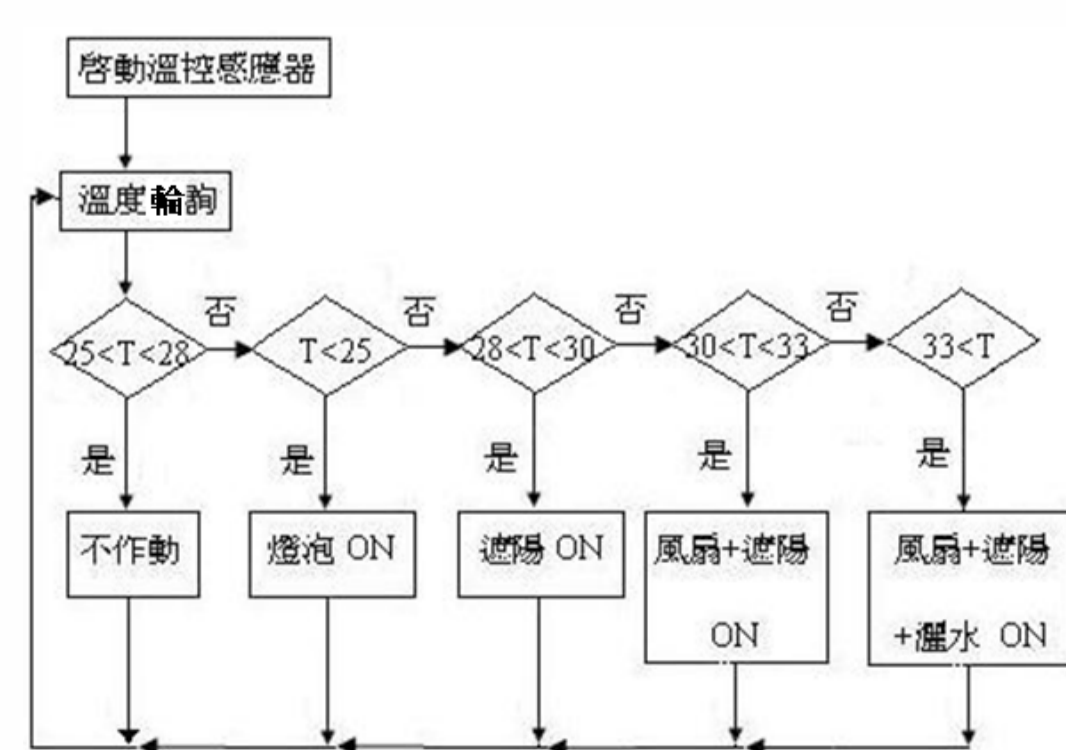 啓動溫控感應器
溫度輪詢
否
否
否
否
25<T<28
T<25
28<T<30
30<T<33
33<T
是
是
是
是
是
不作動
燈泡 ON
遮陽 ON
風扇+遮陽
ON
風扇+遮陽
+灑水 ON